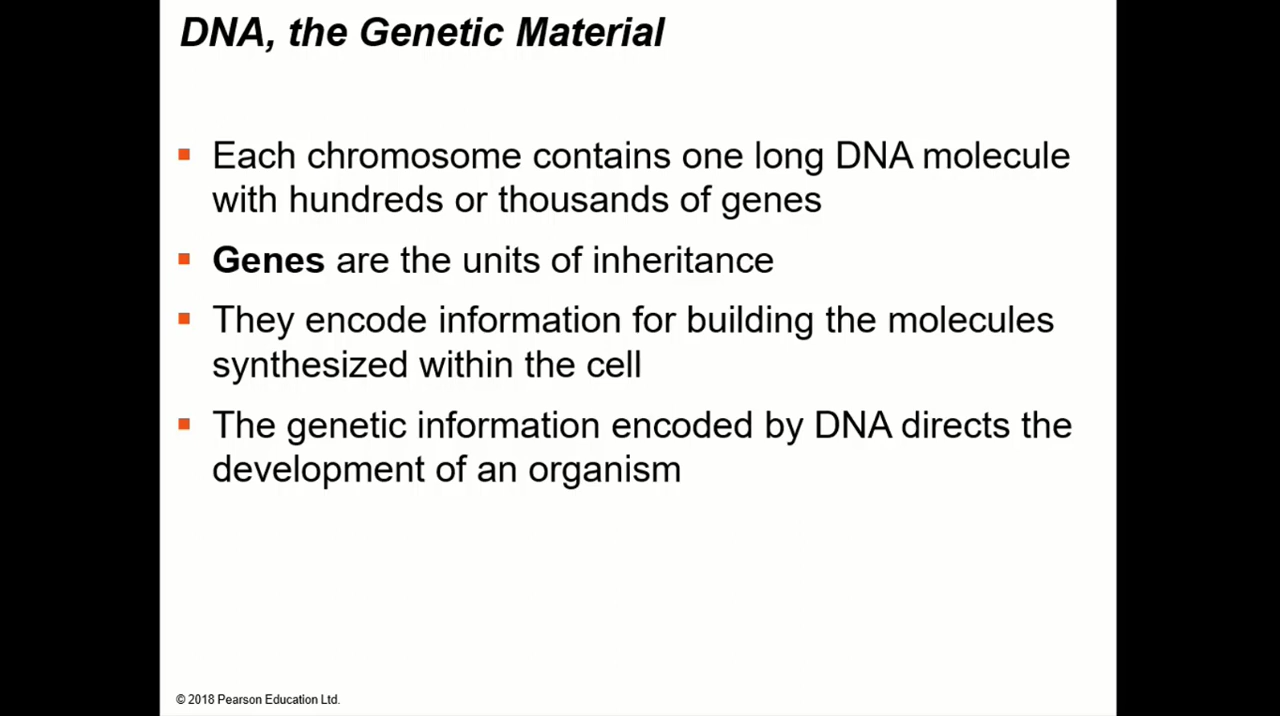 DNA, the Genetic Material
▪ Each chromosome contains one long DNA molecule
with hundreds or thousands of genes
▪ Genes are the units of inheritance
▪ They encode information for building the molecules
synthesized within the cell
▪ The genetic information encoded by DNA directs the
development of an organism
© 2018 Pearson Education Ltd.